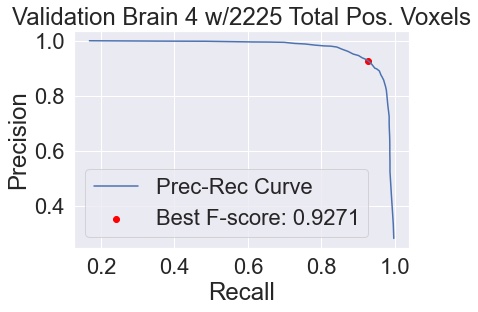 Validation Brain 4 w/2225 Total Pos. Voxels
1.0
0.8
0.6
0.4
Precision
Prec-Rec Curve
Best F-score: 0.9271
0.2
0.4
0.6
0.8
1.0
Recall